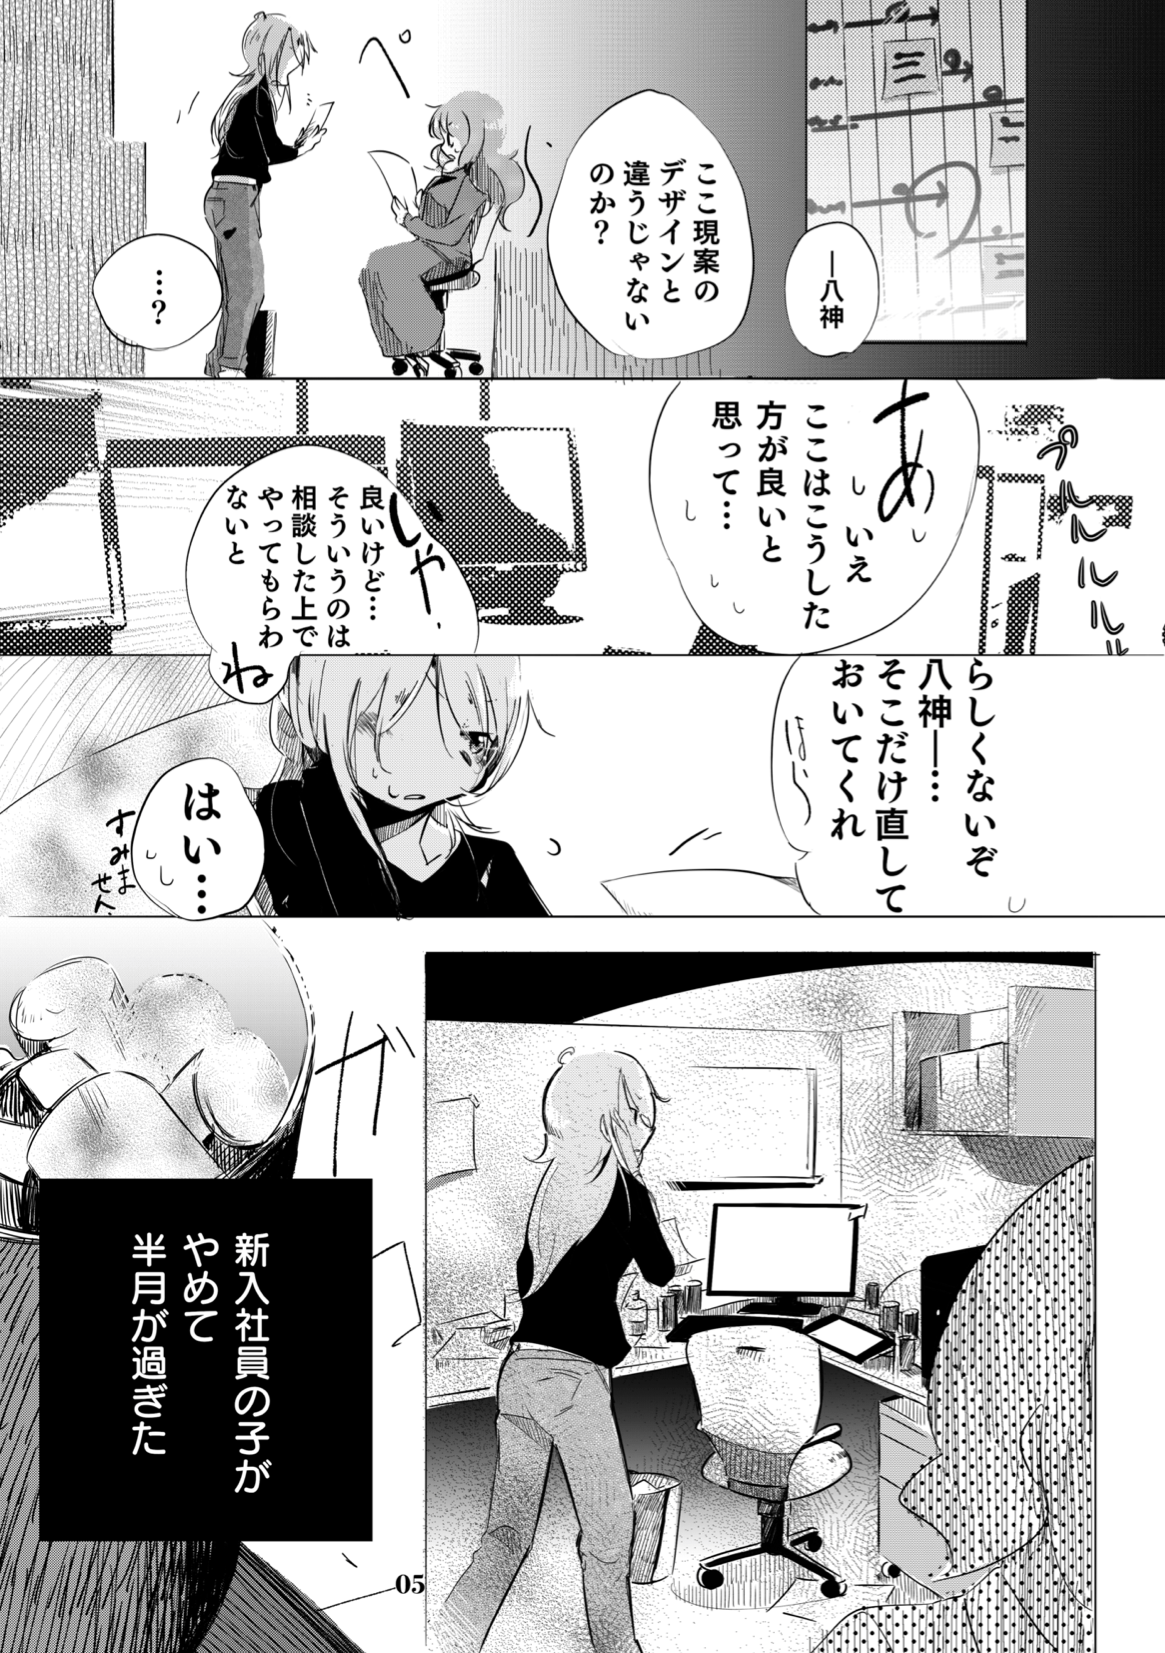 ―八神
ここ現案の
デザインと
違うじゃない
のか?
…?
プルルルルル
あ
いえ
ここはこうした
方が良いと
思って…
じゃ
良いけど…
そういうのは
相談した上で
やってもらわ
ないと
ね
らしくないぞ
八神―…
そこだけ直して
おいてくれ
はい…
すみま
せん、
ガ
新入社員の子が
やめて
半月が過ぎた
05